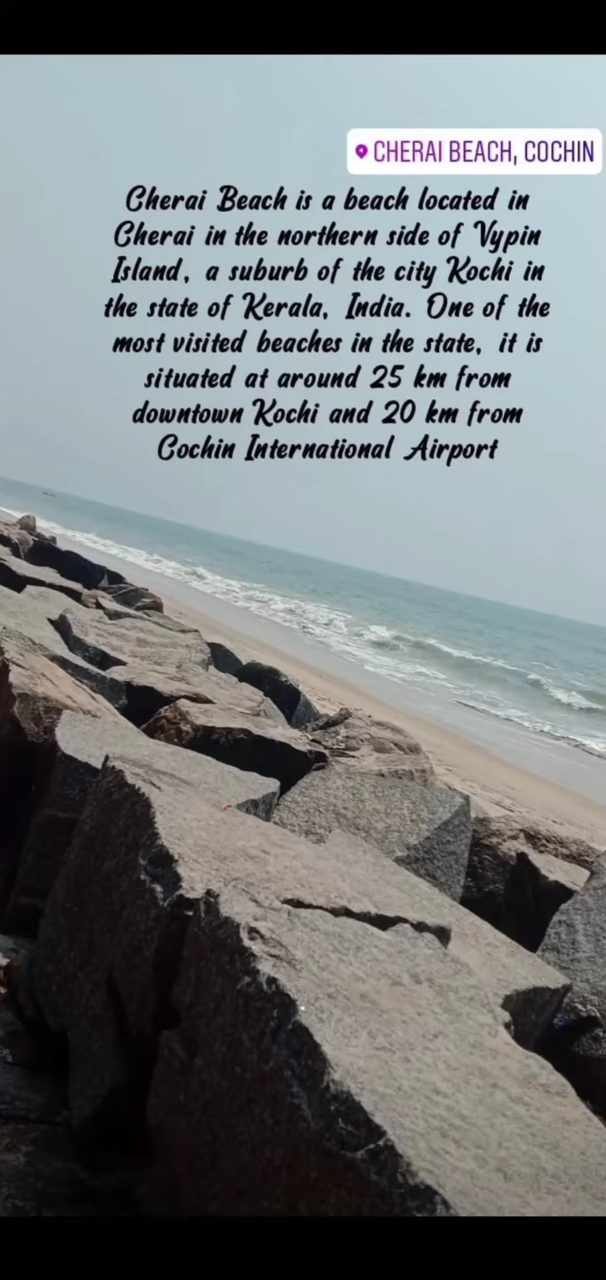 CHERAI BEACH, COCHIN
Cherai Beach is a beach located in
Cherai in the northern side of Vypin
Island, a suburb of the city Kochi in
the state of Kerala, India. One of the
most visited beaches in the state, it is
situated at around 25 km from
downtown Kochi and 20 km from
Cochin International Airport